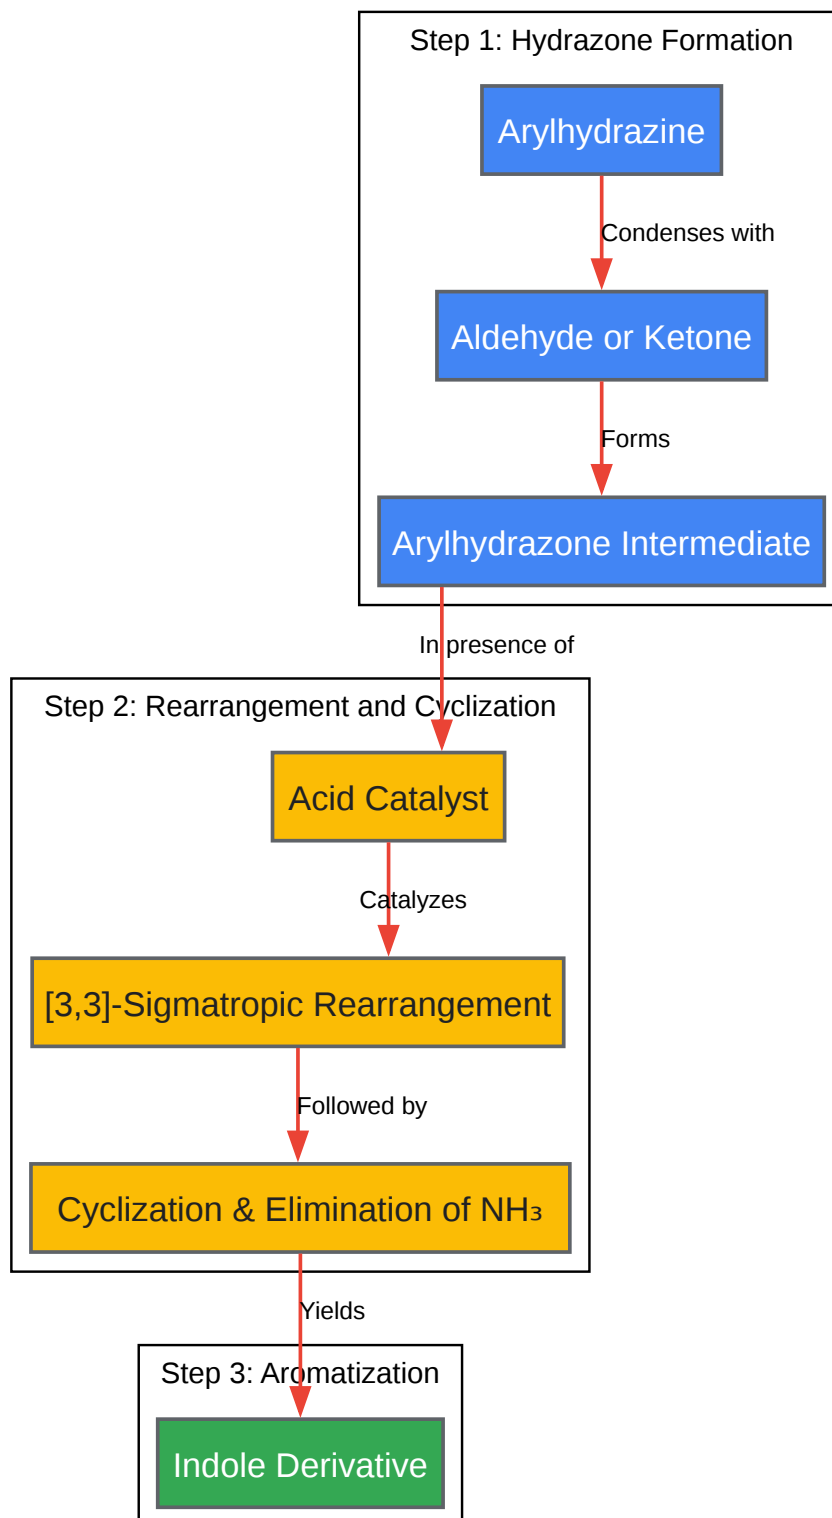 Step 1: Hydrazone Formation
Arylhydrazine
Condenses with
Aldehyde or Ketone
Forms
Arylhydrazone Intermediate
In presence of
Step 2: Rearrangement and Cyclization
Acid Catalyst
Catalyzes
[3,3]-Sigmatropic Rearrangement
Followed by
Cyclization & Elimination of NH₃
Yields
Step 3: Aromatization
Indole Derivative